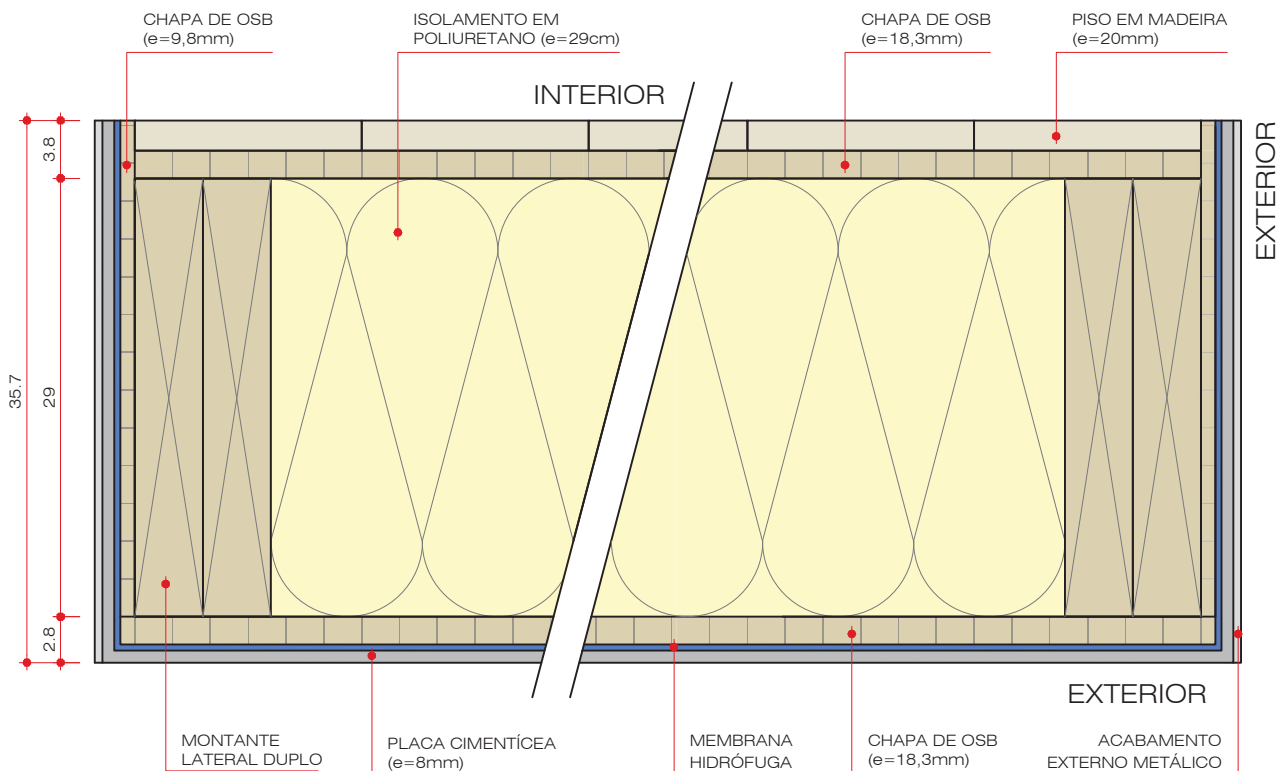 CHAPA DE OSB
(e=9,8mm)
ISOLAMENTO EM
POLIURETANO (e=29cm)
CHAPA DE OSB
(e=18,3mm)
PISO EM MADEIRA
(e=20mm)
INTERIOR
EXTERIOR
3.8
35.7
29
2.8
EXTERIOR
MONTANTE
LATERAL DUPLO
PLACA CIMENTÍCEA
(e=8mm)
MEMBRANA
HIDRÓFUGA
CHAPA DE OSB
(e=18,3mm)
ACABAMENTO
EXTERNO METÁLICO